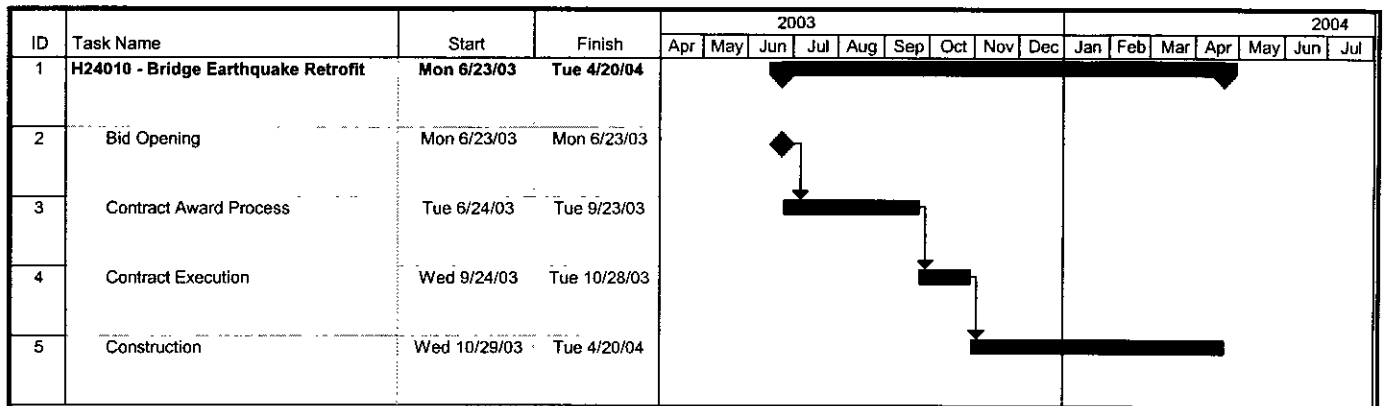 2003 2004
ID Task Name Start Finish Apr May Jun Jul Aug Sep Oct Nov Dec Jan Feb Mar Apr May Jun Jul
1 H24010 - Bridge Earthquake Retrofit Mon 6/23/03 Tue 4/20/04
2 Bid Opening Mon 6/23/03 Mon 6/23/03
3 Contract Award Process Tue 6/24/03 Tue 9/23/03
4 Contract Execution Wed 9/24/03 Tue 10/28/03
5 Construction Wed 10/29/03 Tue 4/20/04